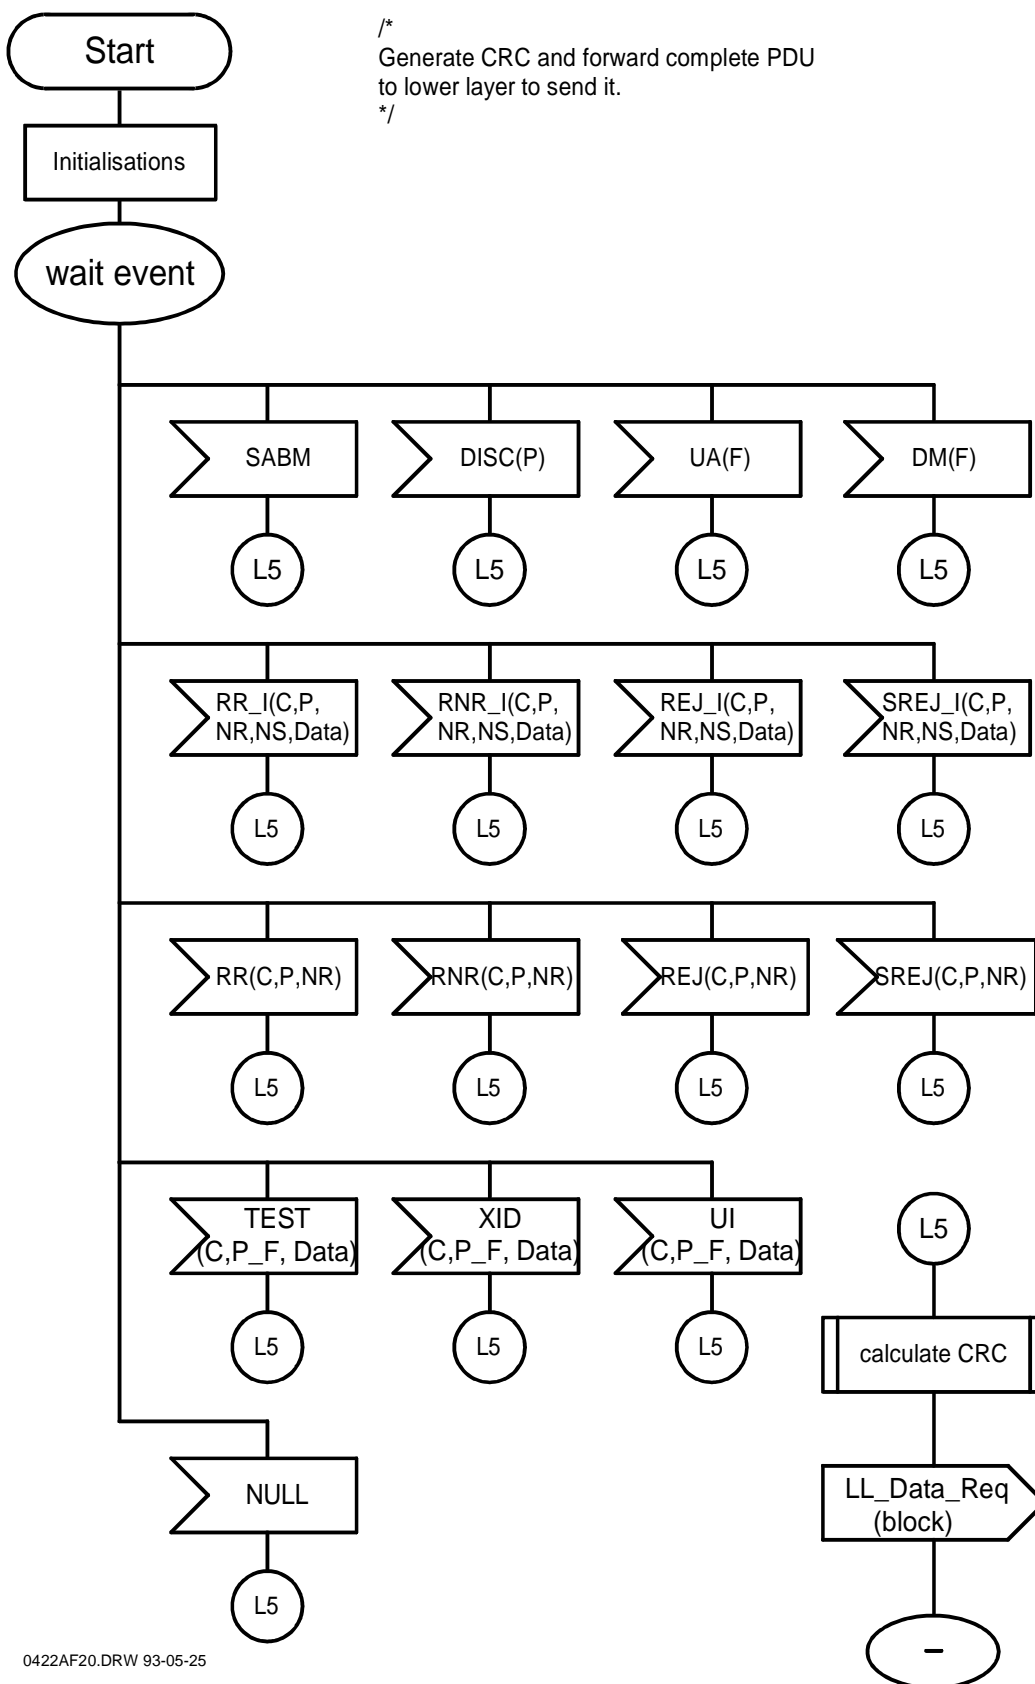 Start
/*
Generate CRC and forward complete PDU
to lower layer to send it.
*/
Initialisations
wait event
SABM
DISC(P)
UA(F)
DM(F)
L5
L5
L5
L5
RR_I(C,P,
NR,NS,Data)
RNR_I(C,P,
NR,NS,Data)
REJ_I(C,P,
NR,NS,Data)
SREJ_I(C,P,
NR,NS,Data)
L5
L5
L5
L5
RR(C,P,NR)
RNR(C,P,NR)
REJ(C,P,NR)
SREJ(C,P,NR)
L5
L5
L5
L5
TEST
(C,P_F, Data)
XID
(C,P_F, Data)
UI
(C,P_F, Data)
L5
L5
L5
L5
calculate CRC
NULL
LL_Data_Req
(block)
L5
–
0422AF20.DRW 93-05-25